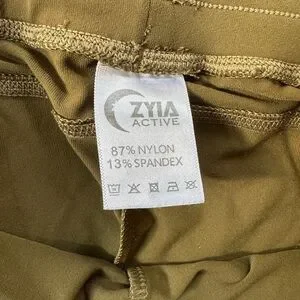 ZYIA
ACTIVE
87% NYLON
13% SPANDEX